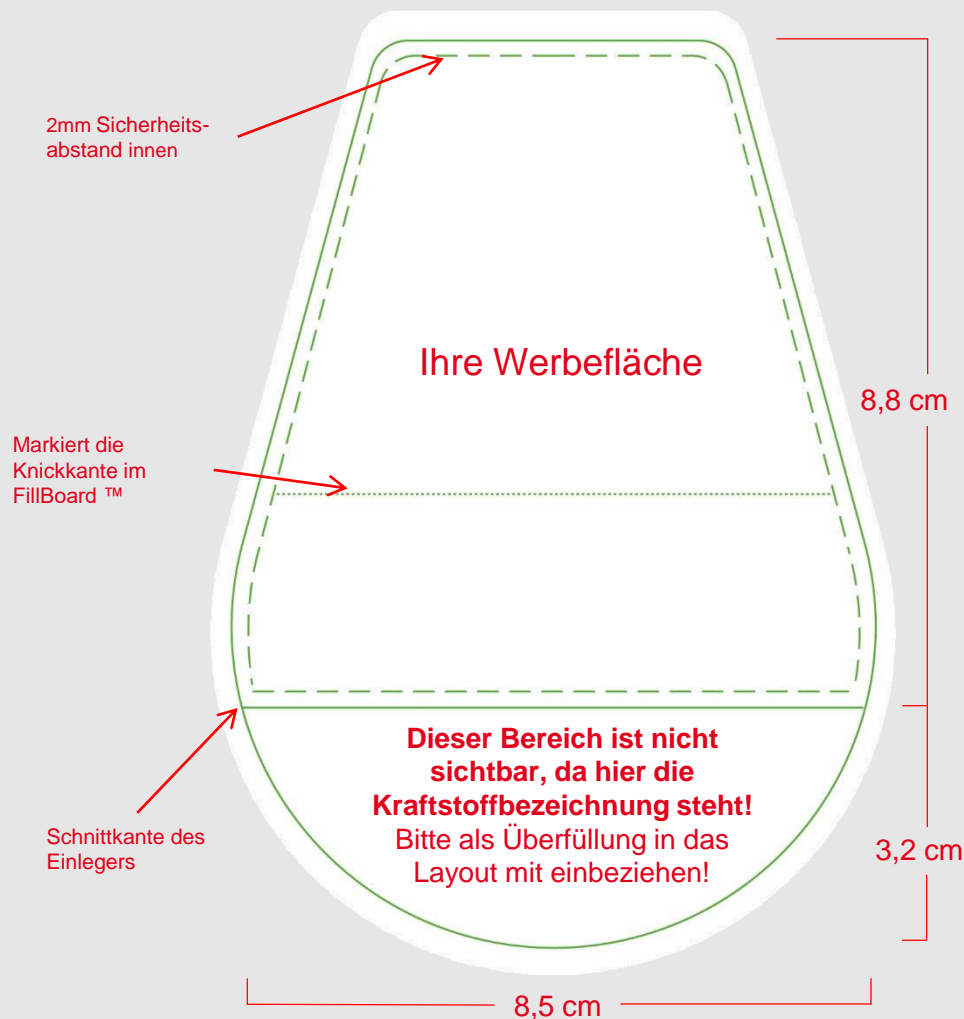 2mm Sicherheits-
abstand innen
Ihre Werbefläche
8,8 cm
Markiert die
Knickkante im
FillBoard ™
Dieser Bereich ist nicht
sichtbar, da hier die
Kraftstoffbezeichnung steht!
Bitte als Überfüllung in das
Layout mit einbeziehen!
Schnittkante des
Einlegers
3,2 cm
8,5 cm